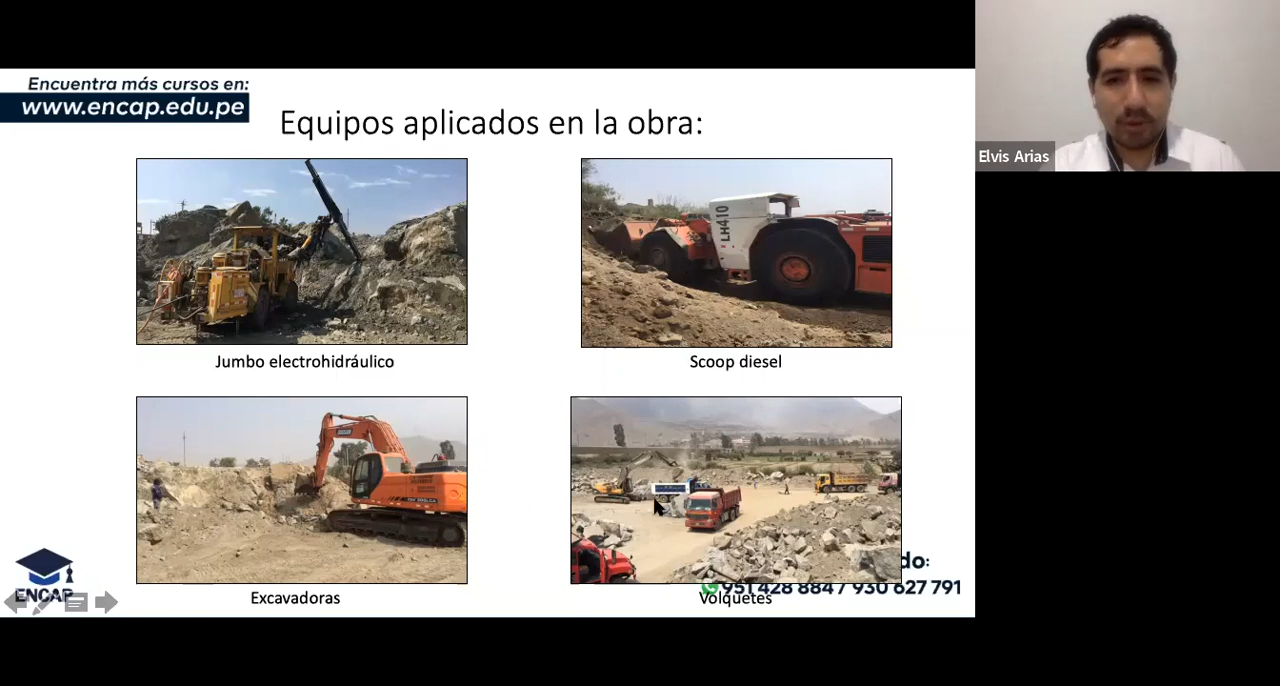 Encuentra más cursos en:
www.encap.edu.pe
Equipos aplicados en la obra:
Elvis Arias
LH410
Jumbo electrohidráulico
Scoop diesel
do:
ENCAP
951 428 884 / 930 627 791
Excavadoras
Volquetes